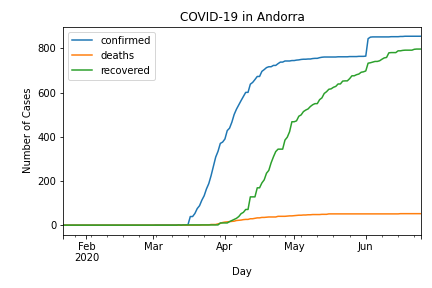 COVID-19 in Andorra
confirmed
deaths
recovered
Number of Cases
800
600
400
200
0
Feb
2020
Mar
Apr
May
Jun
Day